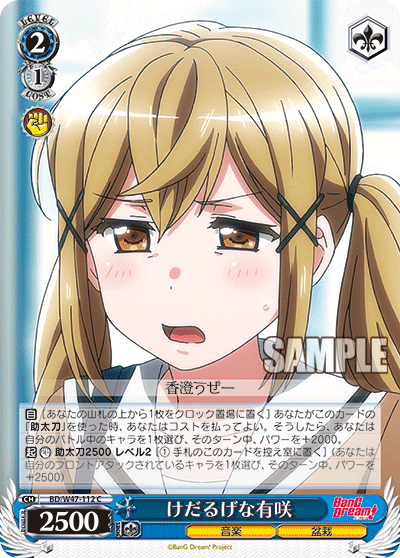 LEVEL
2
1
COST
SAMPLE
香澄うぜー
自 [あなたの山札の上から1枚をクロック置場に置く] あなたがこのカードの
「助太刀」を使った時、あなたはコストを払ってよい。そうしたら、あなたは
自分のバトル中のキャラを1枚選び、そのターン中、パワーを+2000。
起 助太刀2500 レベル2 [① 手札のこのカードを控え室に置く] (あなたは
自分のフロントアタックされているキャラを1枚選び、そのターン中、パワーを
+2500)
CH BD/W47-112 C
2500
けだるげな有咲
BanG Dream!
音楽
盆栽
©BanG Dream! Project